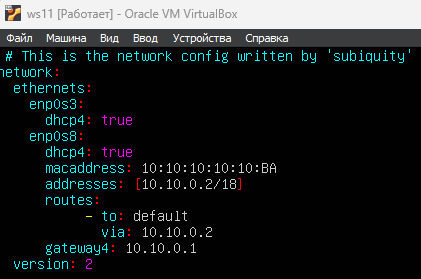 ws11 [Работает] - Oracle VM VirtualBox
Файл Машина Вид Ввод Устройства Справка
# This is the network config written by 'subiquity'
network:
  ethernets:
    enp0s3:
      dhcp4: true
    enp0s8:
      dhcp4: true
      macaddress: 10:10:10:10:10:BA
      addresses: [10.10.0.2/18]
      routes:
           - to: default
             via: 10.10.0.2
      gateway4: 10.10.0.1
  version: 2